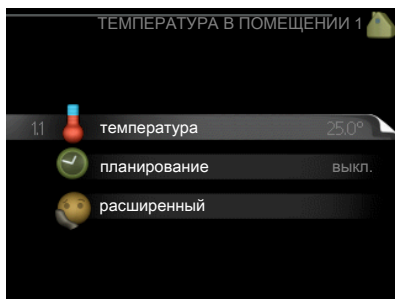 ТЕМПЕРАТУРА В ПОМЕЩЕНИИ 1
1.1 температура 25.0°
планирование выкл.
расширенный